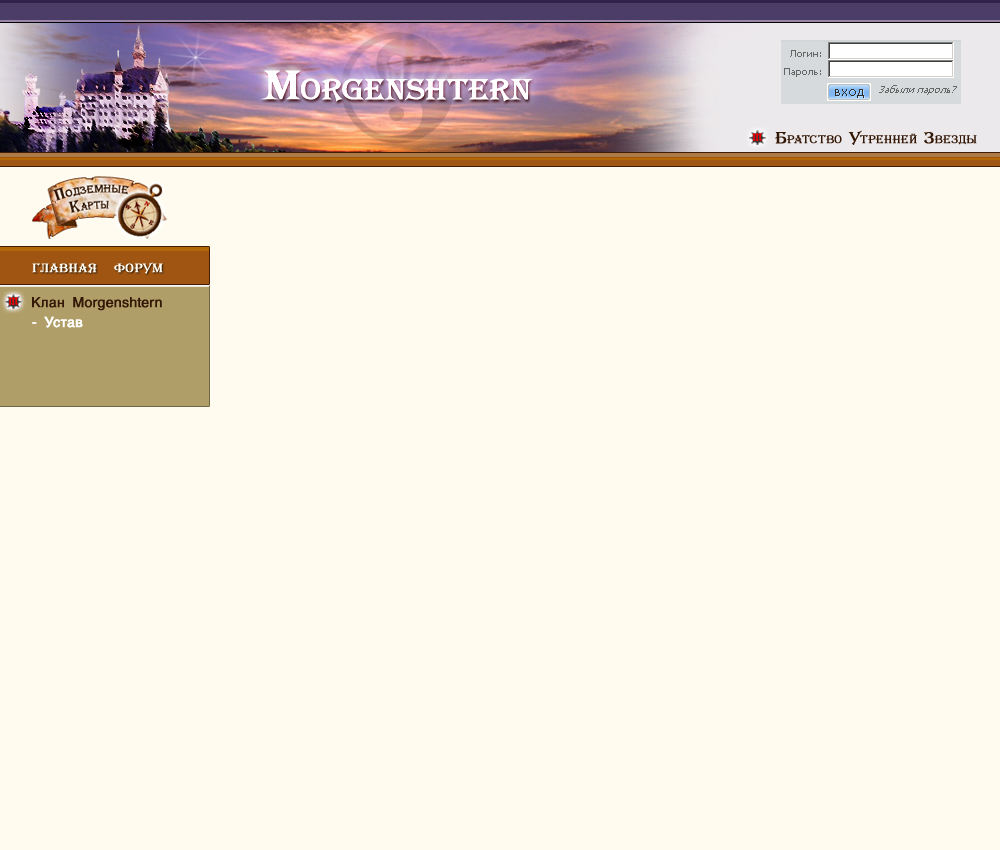 Morgenshtern
Логин:
Пароль:
ВХОД Забыли пароль?
Братство Утренней Звезды
Подземные
Карты
ГЛАВНАЯ ФОРУМ
Клан Morgenshtern
- Устав